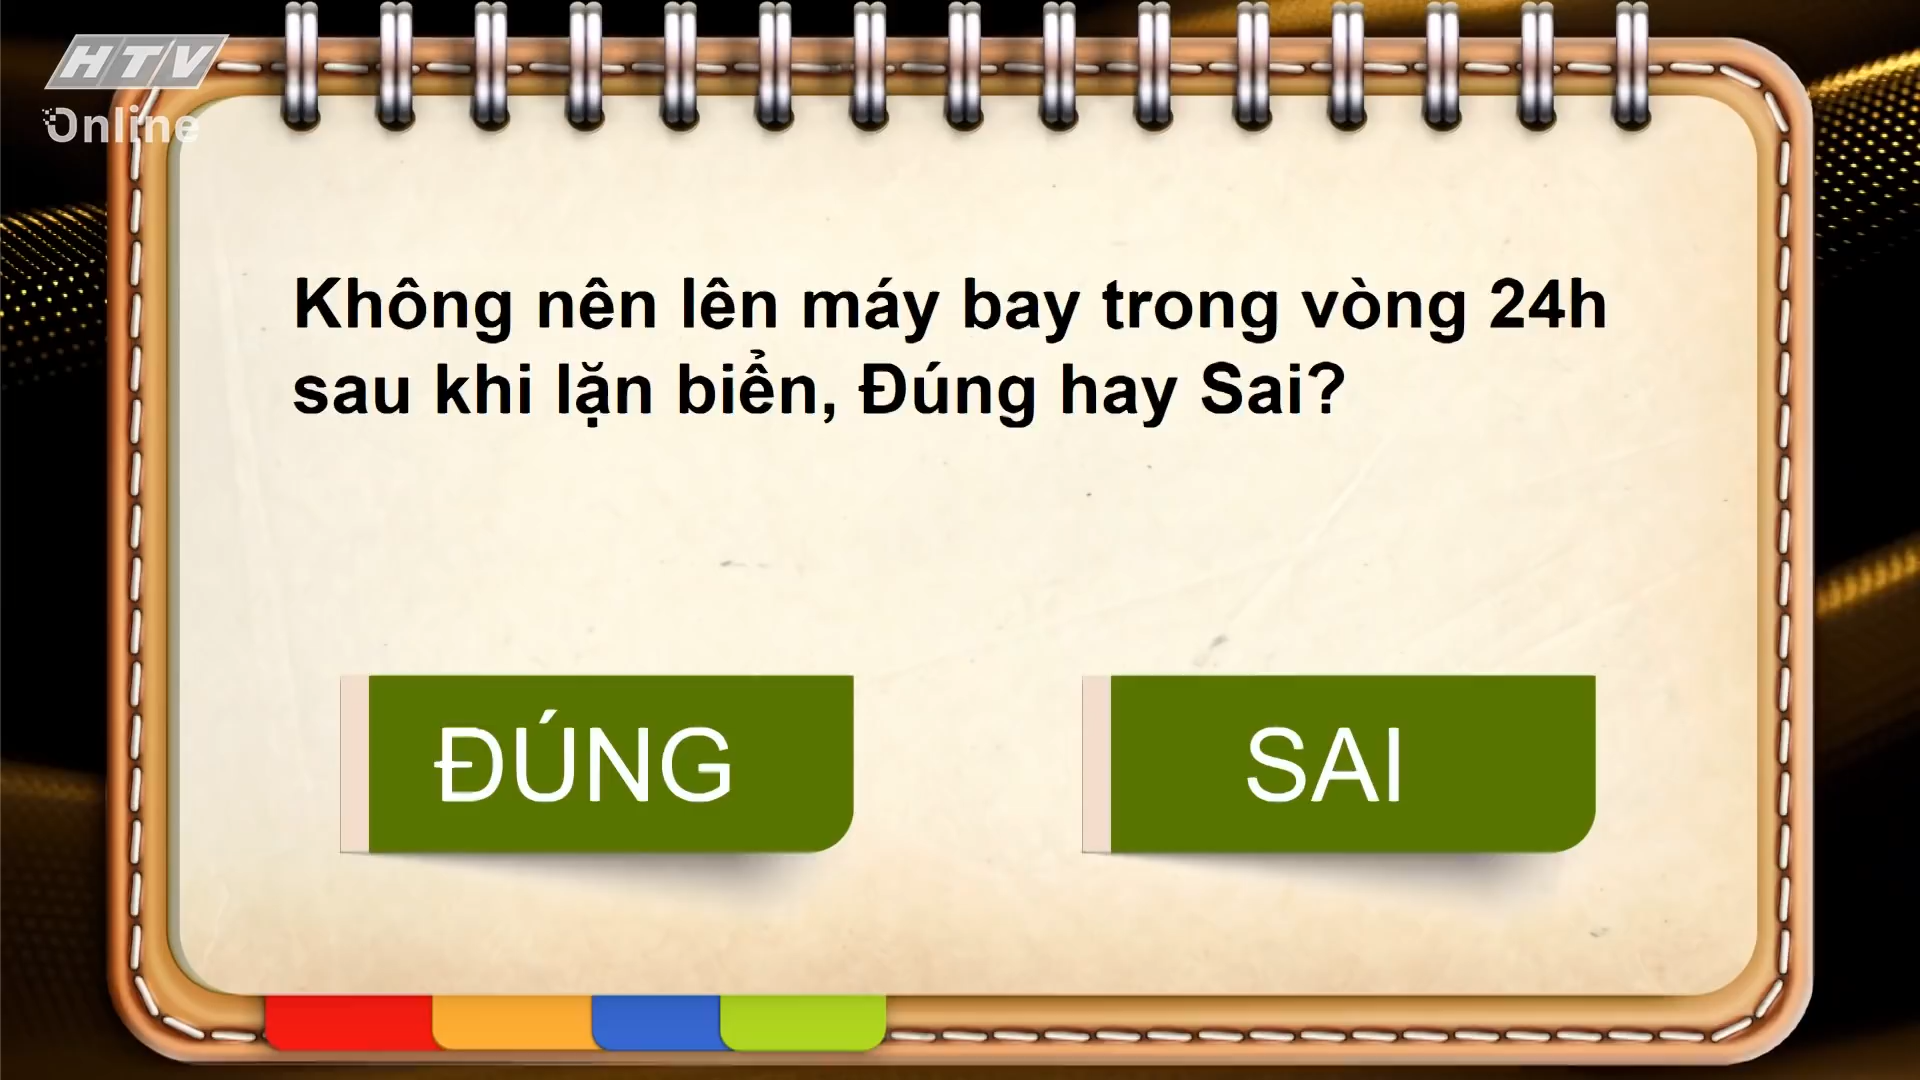 HTV
Online
Không nên lên máy bay trong vòng 24h
sau khi lặn biển, Đúng hay Sai?
ĐÚNG
SAI